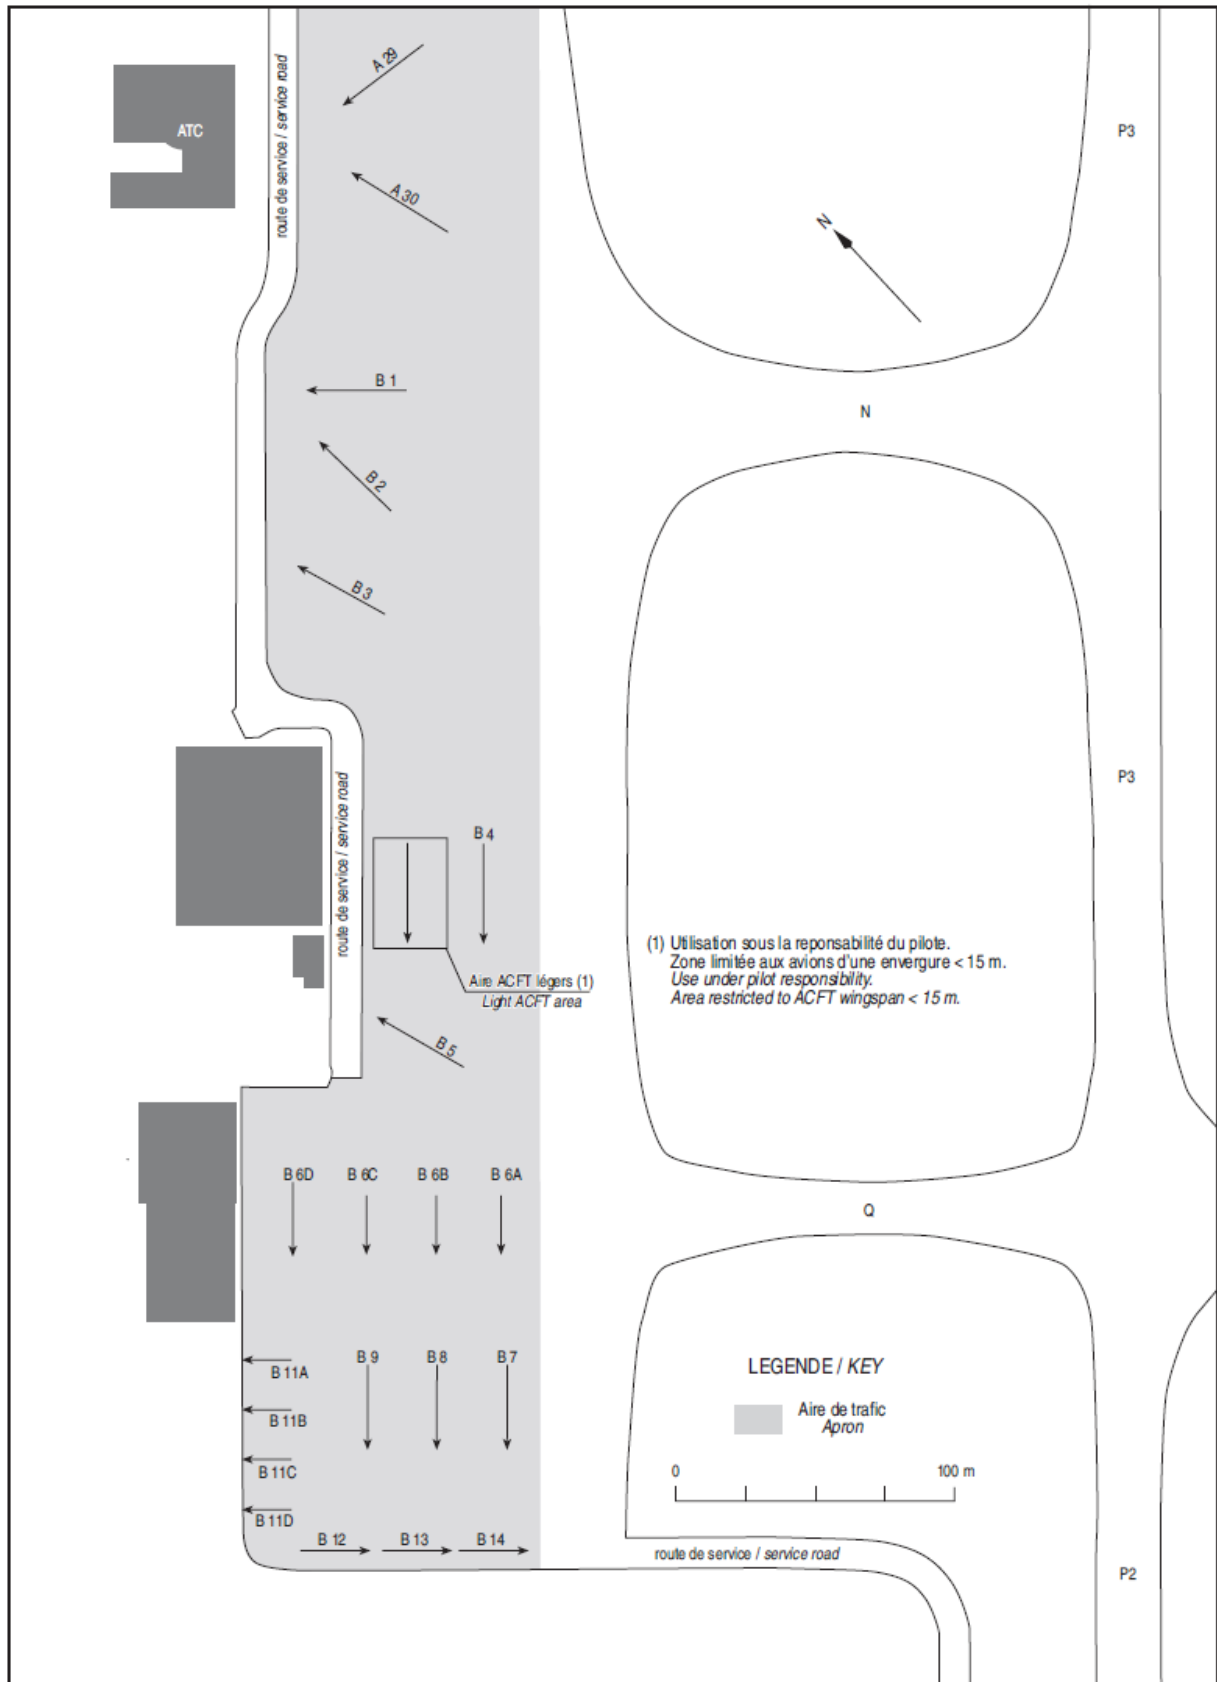 A 29
ATC
route de service / service road
P3
A 30
N
B 1
N
B 2
B 3
route de service / service road
P3
B 4
(1) Utilisation sous la reponsabilité du pilote.
Zone limitée aux avions d'une envergure < 15 m.
Use under pilot responsibility.
Area restricted to ACFT wingspan < 15 m.
Aire ACFT légers (1)
Light ACFT area
B 5
B 6D
B 6C
B 6B
B 6A
Q
B 9
B 8
B 7
LEGENDE / KEY
B 11A
Aire de trafic
Apron
B 11B
B 11C
0
100 m
B 11D
B 12
B 13
B 14
route de service / service road
P2